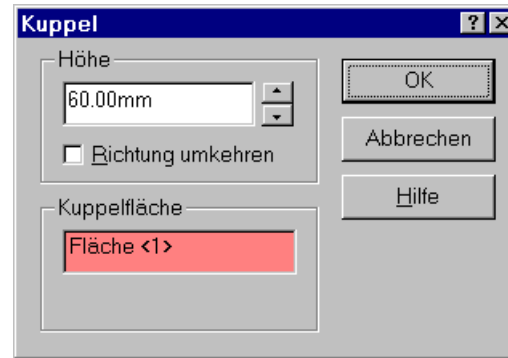 Kuppel
Höhe
60.00mm
Richtung umkehren
Kuppelfläche
Fläche <1>
OK
Abbrechen
Hilfe